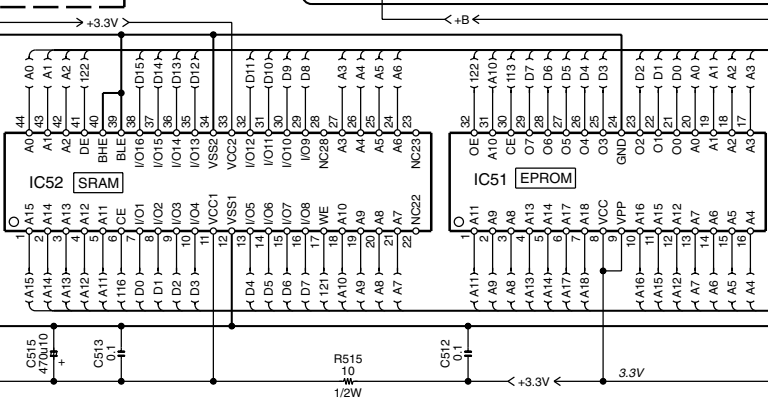 +3.3V
+B
A0 A1 A2 122 D15 D14 D13 D12 D11 D10 D9 D8 A3 A4 A5 A6
122 A10 113 D7 D6 D5 D4 D3 D2 D1 D0 A0 A1 A2 A3
44 43 42 41 40 39 38 37 36 35 34 33 32 31 30 29 28 27 26 25 24 23
32 31 30 29 28 27 26 25 24 23 22 21 20 19 18 17
A0 A1 A2 DE BHE BLE I/O16 I/O15 I/O14 I/O13 VSS2 VCC2 I/O12 I/O11 I/O10 I/O9 NC28 A3 A4 A5 A6 NC23
OE A10 CE O7 O6 O5 O4 O3 GND O2 O1 O0 A0 A1 A2 A3
IC52 SRAM
IC51 EPROM
A15 A14 A13 A12 A11 CE I/O1 I/O2 I/O3 I/O4 VCC1 VSS1 I/O5 I/O6 I/O7 I/O8 WE A10 A9 A8 A7 NC22
A11 A9 A8 A13 A14 A17 A18 VCC VPP A16 A15 A12 A7 A6 A5 A4
1 2 3 4 5 6 7 8 9 10 11 12 13 14 15 16 17 18 19 20 21 22
1 2 3 4 5 6 7 8 9 10 11 12 13 14 15 16
A15 A14 A13 A12 A11 116 D0 D1 D2 D3 D4 D5 D6 D7 121 A10 A9 A8 A7
A11 A9 A8 A13 A14 A17 A18 A16 A15 A12 A7 A6 A5 A4
C515
470u10
+
C513
0.1
R515
10
1/2W
C512
0.1
+3.3V
3.3V